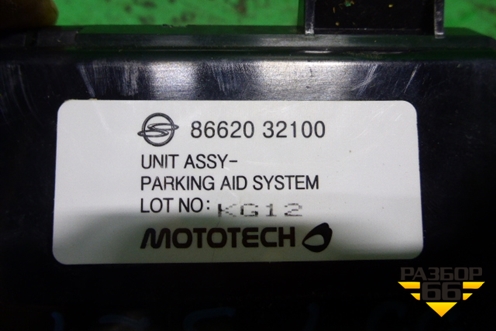 86620 32100
UNIT ASSY-
PARKING AID SYSTEM
LOT NO: KG12
MOTOTECH
РАЗБОР
66